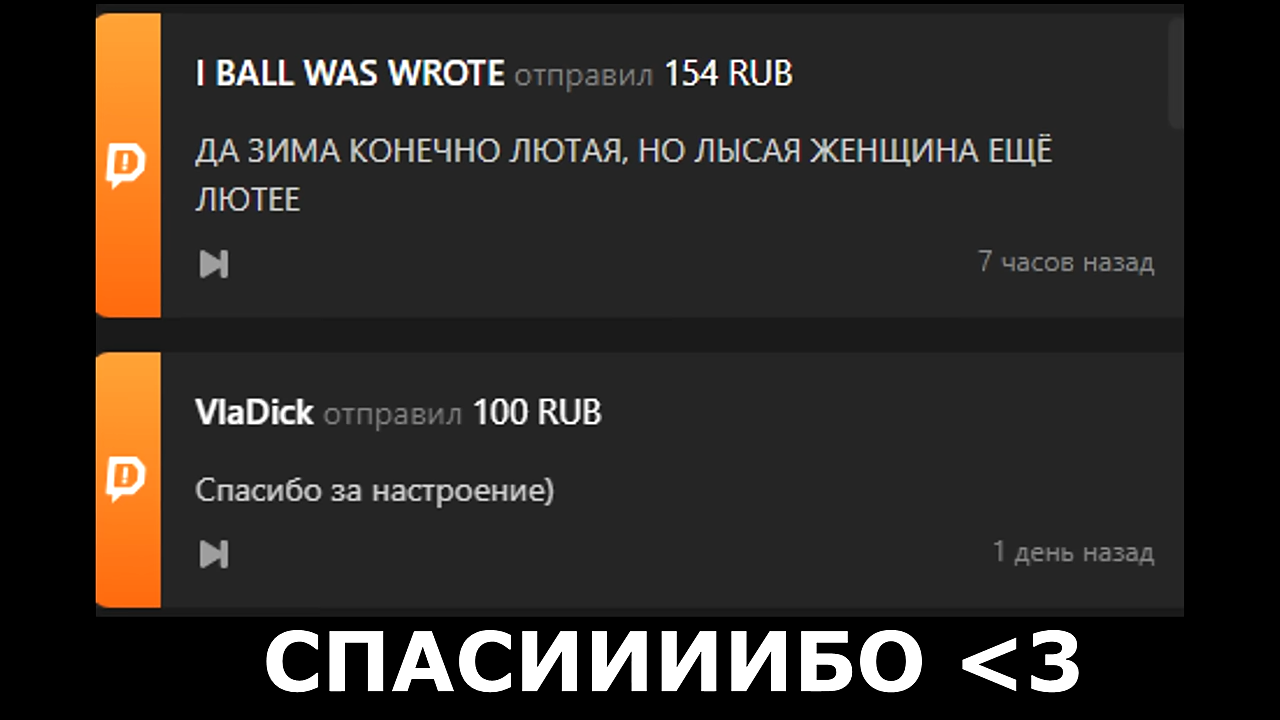 I BALL WAS WROTE отправил 154 RUB
ДА ЗИМА КОНЕЧНО ЛЮТАЯ, НО ЛЫСАЯ ЖЕНЩИНА ЕЩЁ
ЛЮТЕЕ
7 часов назад
VlaDick отправил 100 RUB
Спасибо за настроение)
1 день назад
СПАСИИИИБО <3